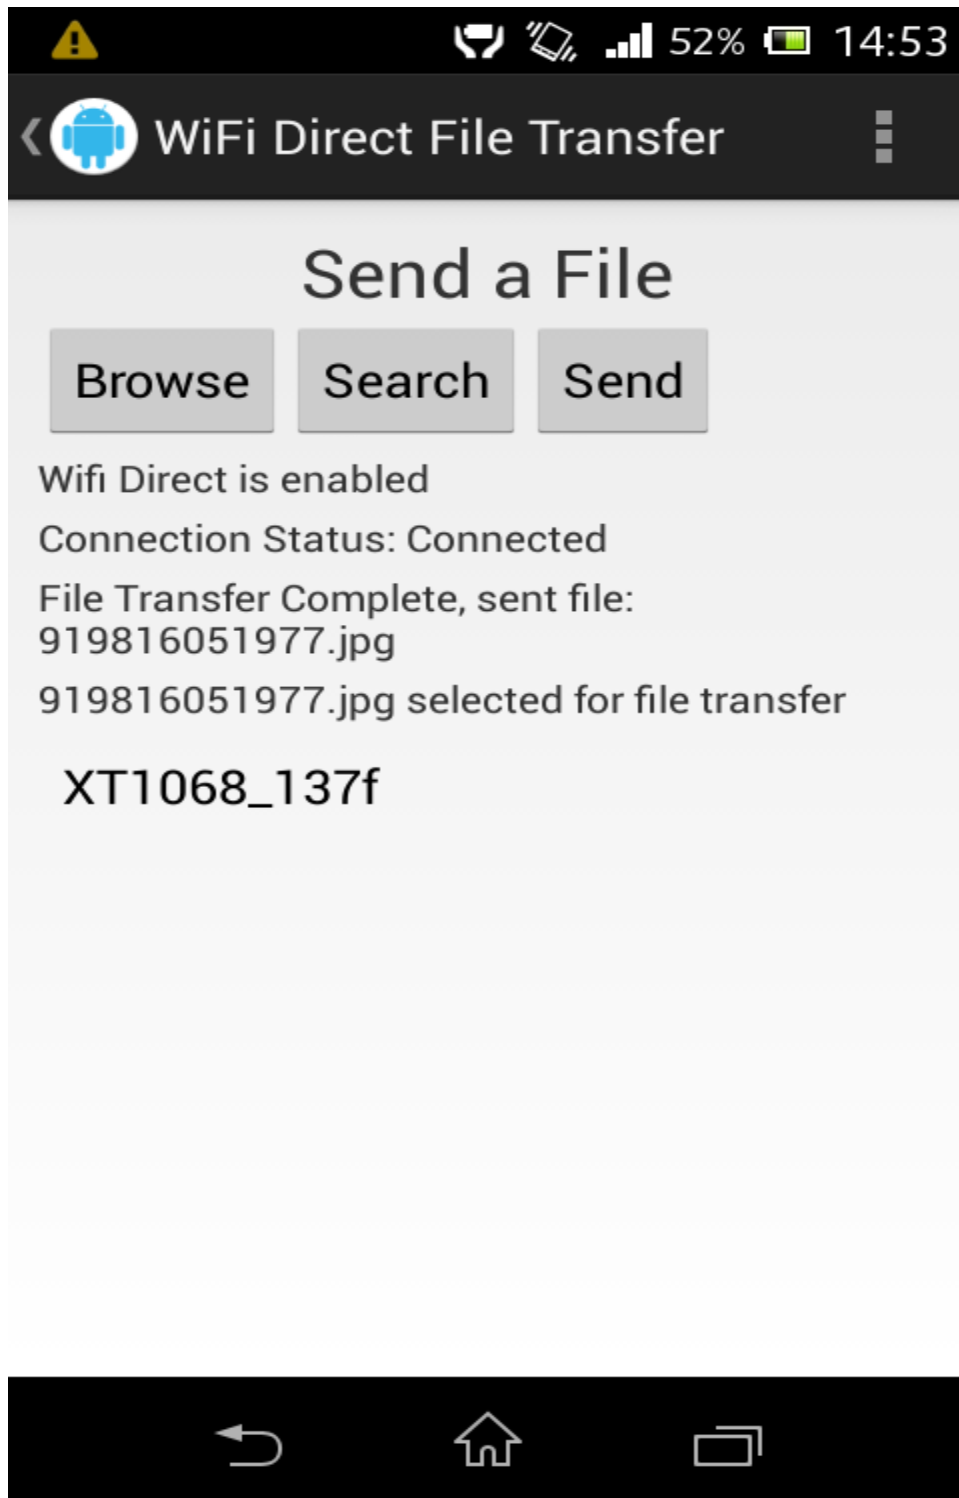 52% 14:53
WiFi Direct File Transfer
Send a File
Browse Search Send
Wifi Direct is enabled
Connection Status: Connected
File Transfer Complete, sent file:
919816051977.jpg
919816051977.jpg selected for file transfer
XT1068_137f